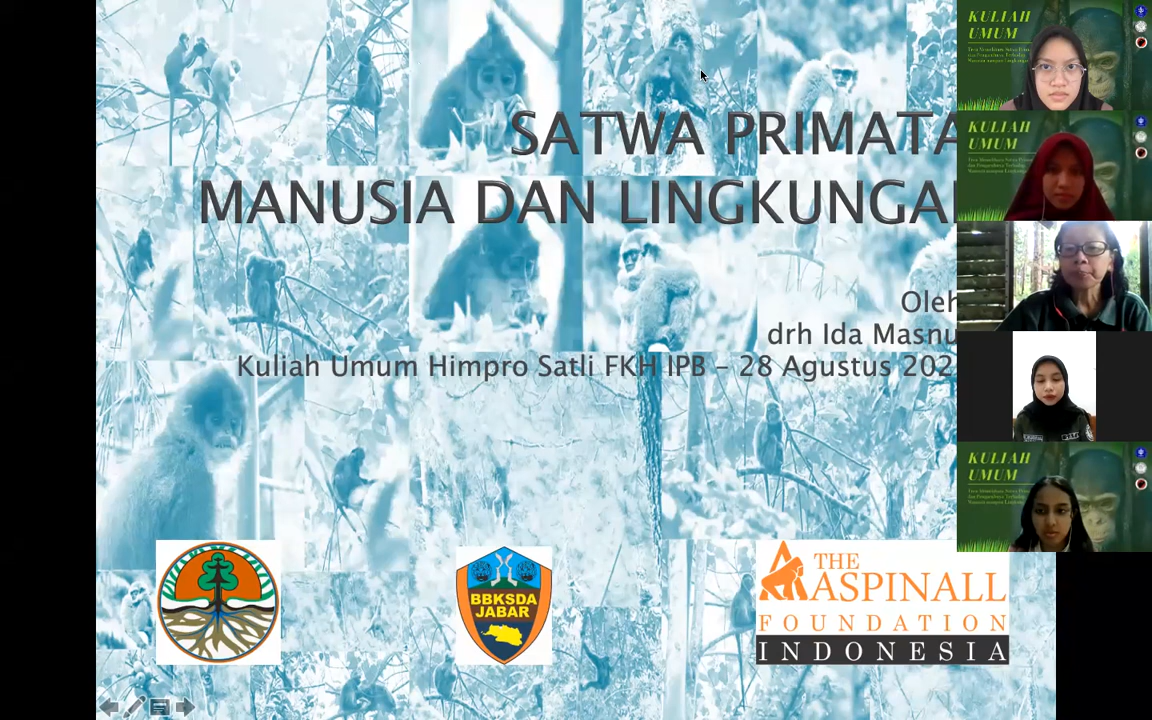 SATWA PRIMATA
MANUSIA DAN LINGKUNGA
Oleh
drh Ida Masnu
Kuliah Umum Himpro Satli FKH IPB – 28 Agustus 202
BBKSDA
JABAR
THE
ASPINALL
FOUNDATION
INDONESIA
KULIAH
UMUM
KULIAH
UMUM
KULIAH
UMUM